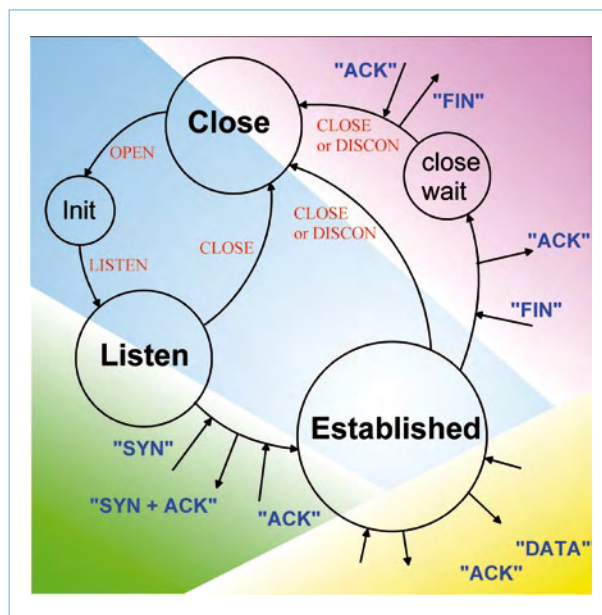 "ACK"
"FIN"
Close
CLOSE
or DISCON
OPEN
close
wait
Init
CLOSE
or DISCON
CLOSE
"ACK"
LISTEN
"FIN"
Listen
Established
"SYN"
"SYN + ACK"
"ACK"
"DATA"
"ACK"